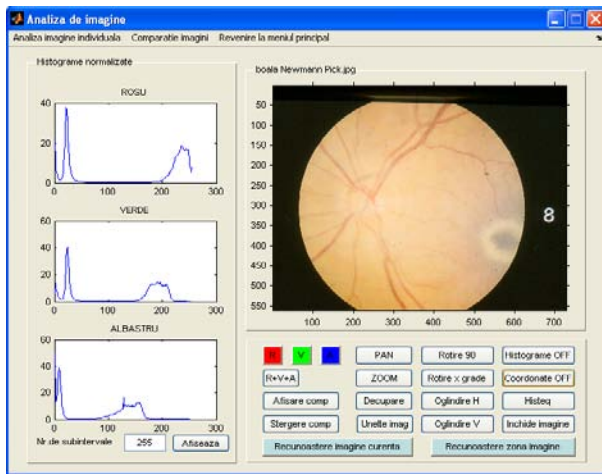 Analiza de imagine
Analiza imagine individuala Comparatie imagini Revenire la meniul principal
Histograme normalizate
ROSU
40
20
0
0 100 200 300
VERDE
60
40
20
0
0 100 200 300
ALBASTRU
60
40
20
0
0 100 200 300
Nr.de subintervale 255 Afiseaza
boala Newmann Pick.jpg
50
100
150
200
250
300
350
400
450
500
550
100 200 300 400 500 600 700
8
R V A PAN Rotire 90 Histograme OFF
R+V+A ZOOM Rotire x grade Coordonate OFF
Afisare comp Decupare Oglindire H Histeq
Stergere comp Unelte imag Oglindire V Inchide imagine
Recunoastere imagine curenta Recunoastere zona imagine